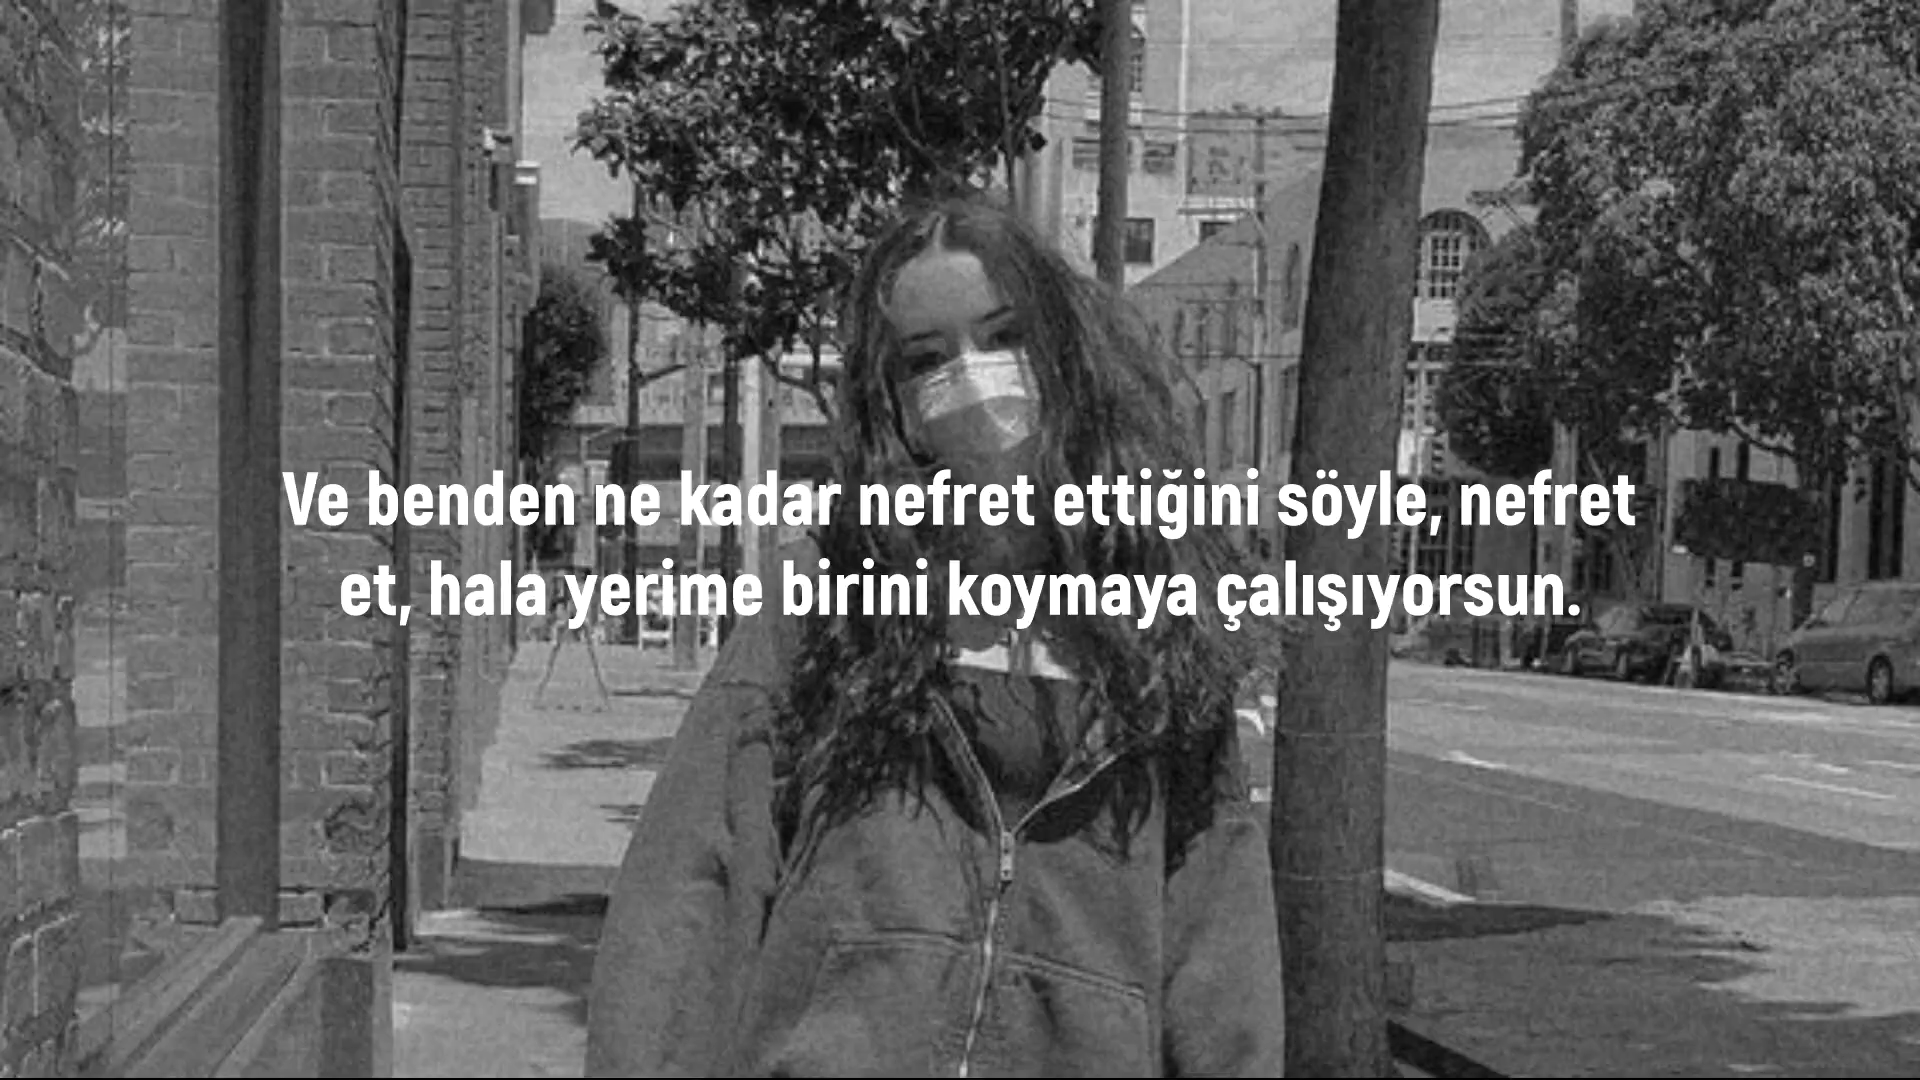 Ve benden ne kadar nefret ettiğini söyle, nefret
et, hala yerime birini koymaya çalışıyorsun.